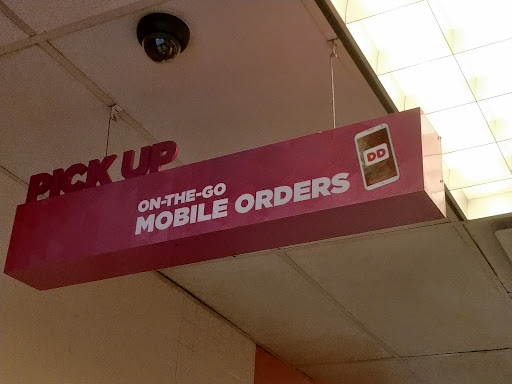 PICK UP
ON-THE-GO
MOBILE ORDERS
DD